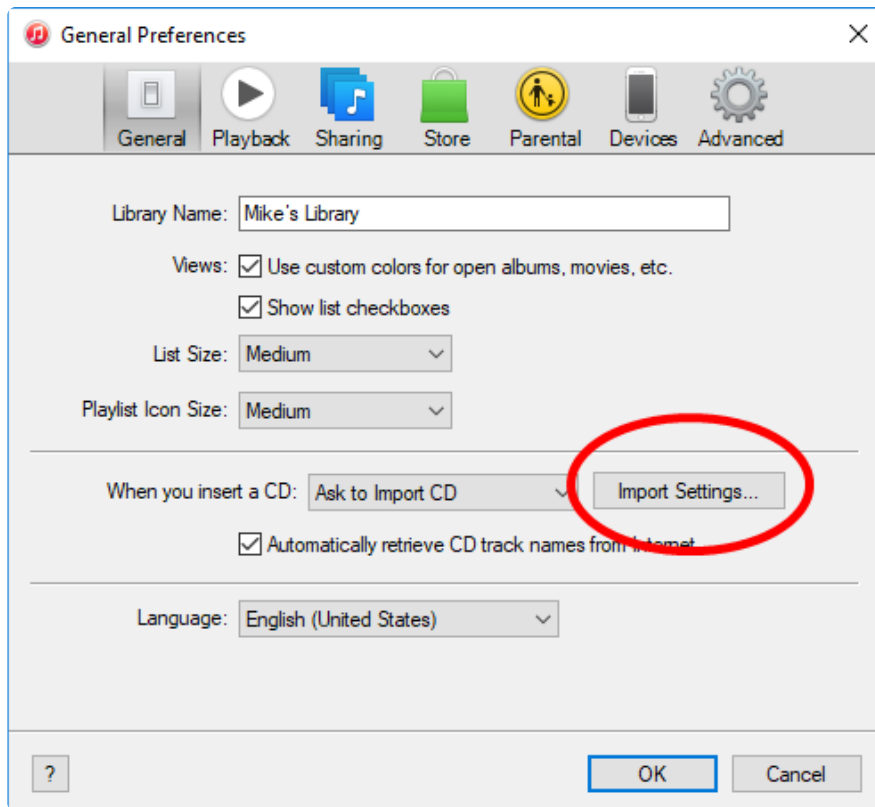 General Preferences
General Playback Sharing Store Parental Devices Advanced
Library Name: Mike's Library
Views: Use custom colors for open albums, movies, etc.
Show list checkboxes
List Size: Medium
Playlist Icon Size: Medium
When you insert a CD: Ask to Import CD Import Settings...
Automatically retrieve CD track names from Internet
Language: English (United States)
? OK Cancel